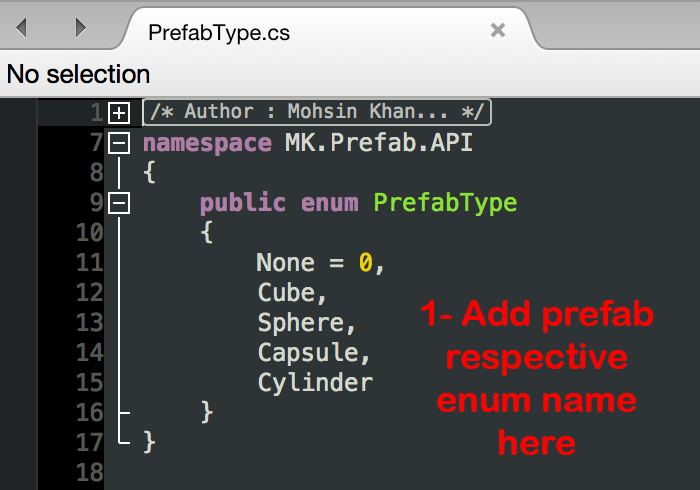 PrefabType.cs
No selection
1 /* Author : Mohsin Khan... */
7 namespace MK.Prefab.API
8 {
9 public enum PrefabType
10 {
11 None = 0,
12 Cube,
13 Sphere,
14 Capsule,
15 Cylinder
16 }
17 }
18
1- Add prefab
respective
enum name
here